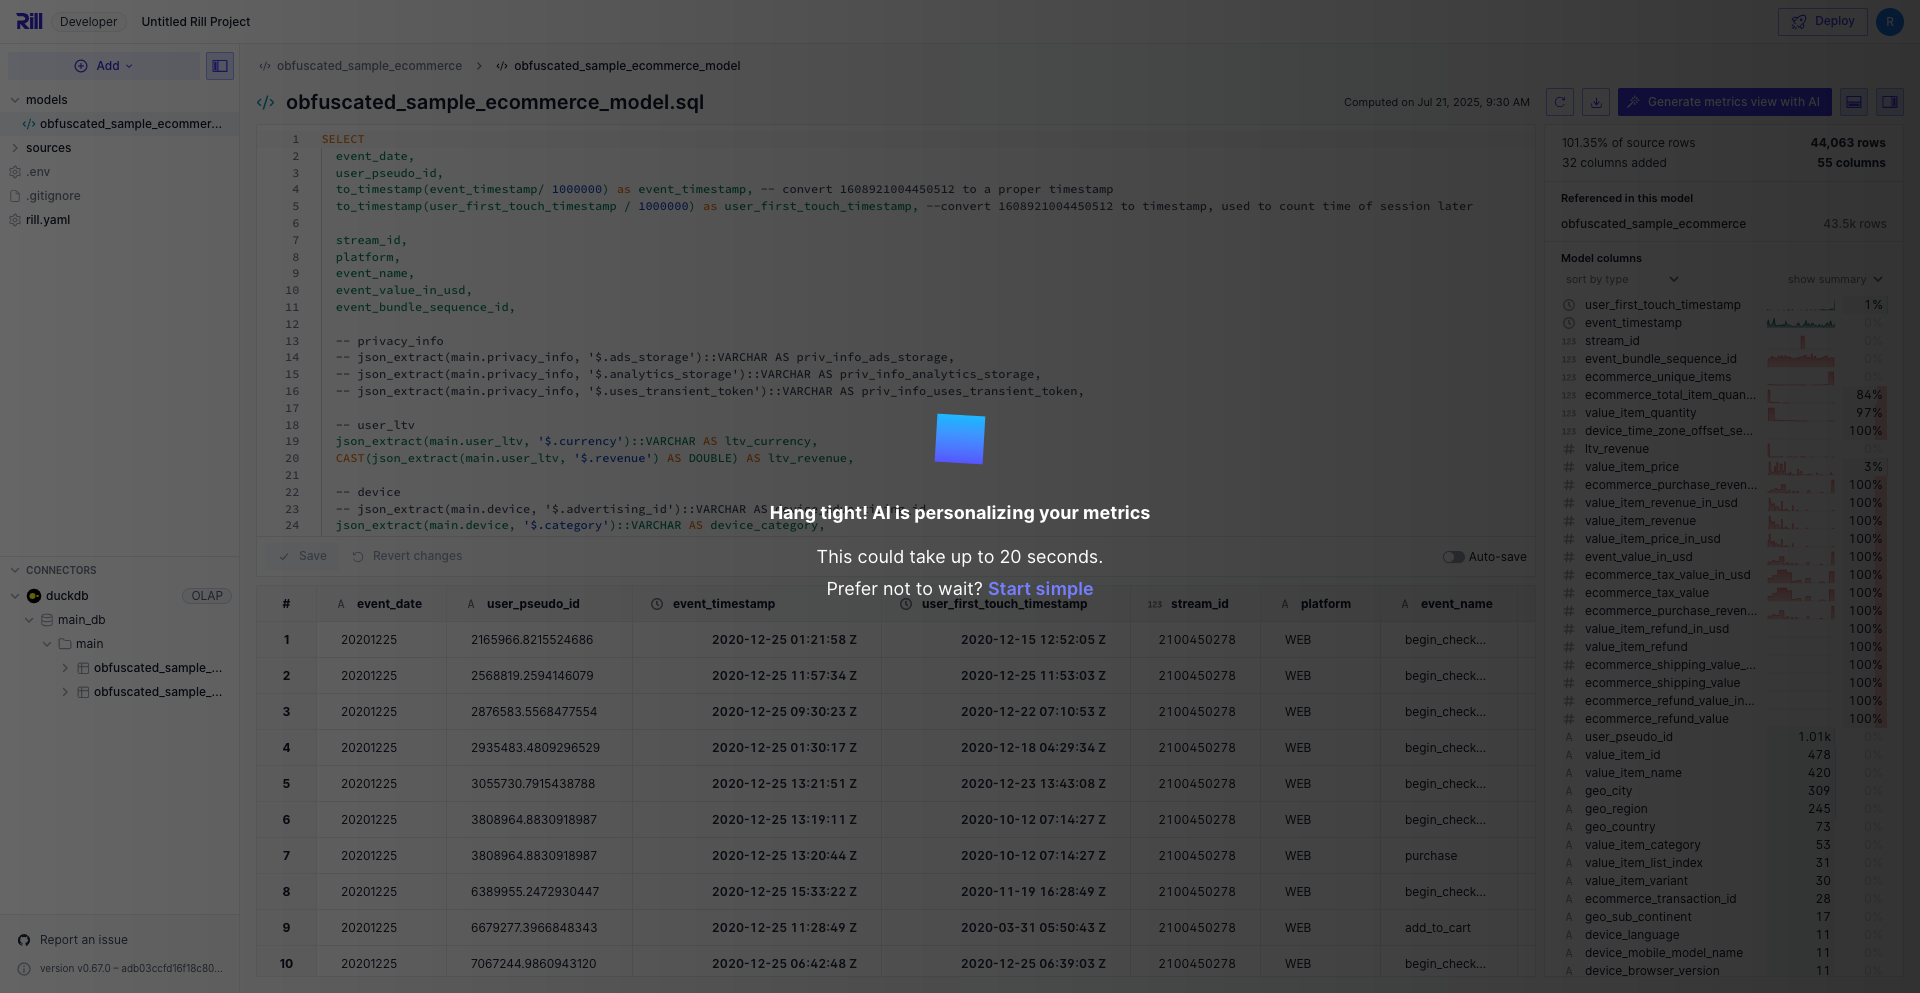 Rill Developer Untitled Rill Project Deploy R
Add
models
obfuscated_sample_ecommer...
sources
.env
.gitignore
rill.yaml
CONNECTORS
duckdb OLAP
main_db
main
obfuscated_sample_...
obfuscated_sample_...
Report an issue
version v0.67.0 – adb03ccfd16f18c80...
obfuscated_sample_ecommerce > obfuscated_sample_ecommerce_model
obfuscated_sample_ecommerce_model.sql
Computed on Jul 21, 2025, 9:30 AM
Generate metrics view with AI
1 SELECT
2 event_date,
3 user_pseudo_id,
4 to_timestamp(event_timestamp/ 1000000) as event_timestamp, -- convert 1608921004450512 to a proper timestamp
5 to_timestamp(user_first_touch_timestamp / 1000000) as user_first_touch_timestamp, --convert 1608921004450512 to timestamp, used to count time of session later
6
7 stream_id,
8 platform,
9 event_name,
10 event_value_in_usd,
11 event_bundle_sequence_id,
12
13 -- privacy_info
14 -- json_extract(main.privacy_info, '$.ads_storage')::VARCHAR AS priv_info_ads_storage,
15 -- json_extract(main.privacy_info, '$.analytics_storage')::VARCHAR AS priv_info_analytics_storage,
16 -- json_extract(main.privacy_info, '$.uses_transient_token')::VARCHAR AS priv_info_uses_transient_token,
17
18 -- user_ltv
19 json_extract(main.user_ltv, '$.currency')::VARCHAR AS ltv_currency,
20 CAST(json_extract(main.user_ltv, '$.revenue') AS DOUBLE) AS ltv_revenue,
21
22 -- device
23 -- json_extract(main.device, '$.advertising_id')::VARCHAR AS
24 json_extract(main.device, '$.category')::VARCHAR AS device_category,
Hang tight! AI is personalizing your metrics
This could take up to 20 seconds.
Prefer not to wait? Start simple
Save Revert changes Auto-save
# event_date user_pseudo_id event_timestamp user_first_touch_timestamp stream_id platform event_name
1 20201225 2165966.8215524686 2020-12-25 01:21:58 Z 2020-12-15 12:52:05 Z 2100450278 WEB begin_check...
2 20201225 2568819.2594146079 2020-12-25 11:57:34 Z 2020-12-25 11:53:03 Z 2100450278 WEB begin_check...
3 20201225 2876583.5568477554 2020-12-25 09:30:23 Z 2020-12-22 07:10:53 Z 2100450278 WEB begin_check...
4 20201225 2935483.4809296529 2020-12-25 01:30:17 Z 2020-12-18 04:29:34 Z 2100450278 WEB begin_check...
5 20201225 3055730.7915438788 2020-12-25 13:21:51 Z 2020-12-23 13:43:08 Z 2100450278 WEB begin_check...
6 20201225 3808964.8830918987 2020-12-25 13:19:11 Z 2020-10-12 07:14:27 Z 2100450278 WEB begin_check...
7 20201225 3808964.8830918987 2020-12-25 13:20:44 Z 2020-10-12 07:14:27 Z 2100450278 WEB purchase
8 20201225 6389955.2472930447 2020-12-25 15:33:22 Z 2020-11-19 16:28:49 Z 2100450278 WEB begin_check...
9 20201225 6679277.3966848343 2020-12-25 11:28:49 Z 2020-03-31 05:50:43 Z 2100450278 WEB add_to_cart
10 20201225 7067244.9860943120 2020-12-25 06:42:48 Z 2020-12-25 06:39:03 Z 2100450278 WEB begin_check...
101.35% of source rows 44,063 rows
32 columns added 55 columns
Referenced in this model
obfuscated_sample_ecommerce 43.5k rows
Model columns
sort by type show summary
user_first_touch_timestamp 1%
event_timestamp 0%
123 stream_id 0%
123 event_bundle_sequence_id 0%
123 ecommerce_unique_items 0%
123 ecommerce_total_item_quan... 84%
123 value_item_quantity 97%
123 device_time_zone_offset_se... 100%
# ltv_revenue 0%
# value_item_price 3%
# ecommerce_purchase_reven... 100%
# value_item_revenue_in_usd 100%
# value_item_revenue 100%
# value_item_price_in_usd 100%
# event_value_in_usd 100%
# ecommerce_tax_value_in_usd 100%
# ecommerce_tax_value 100%
# ecommerce_purchase_reven... 100%
# value_item_refund_in_usd 100%
# value_item_refund 100%
# ecommerce_shipping_value_... 100%
# ecommerce_shipping_value 100%
# ecommerce_refund_value_in... 100%
# ecommerce_refund_value 100%
A user_pseudo_id 1.01k 0%
A value_item_id 478 0%
A value_item_name 420 0%
A geo_city 309 0%
A geo_region 245 0%
A geo_country 73 0%
A value_item_category 53 0%
A value_item_list_index 31 0%
A value_item_variant 30 0%
A ecommerce_transaction_id 28 0%
A geo_sub_continent 17 0%
A device_language 11 0%
A device_mobile_model_name 11 0%
A device_browser_version 11 0%